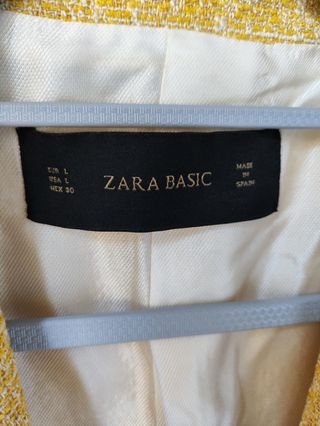 EUR L
USA L
MEX 30
ZARA BASIC
MADE
IN
SPAIN